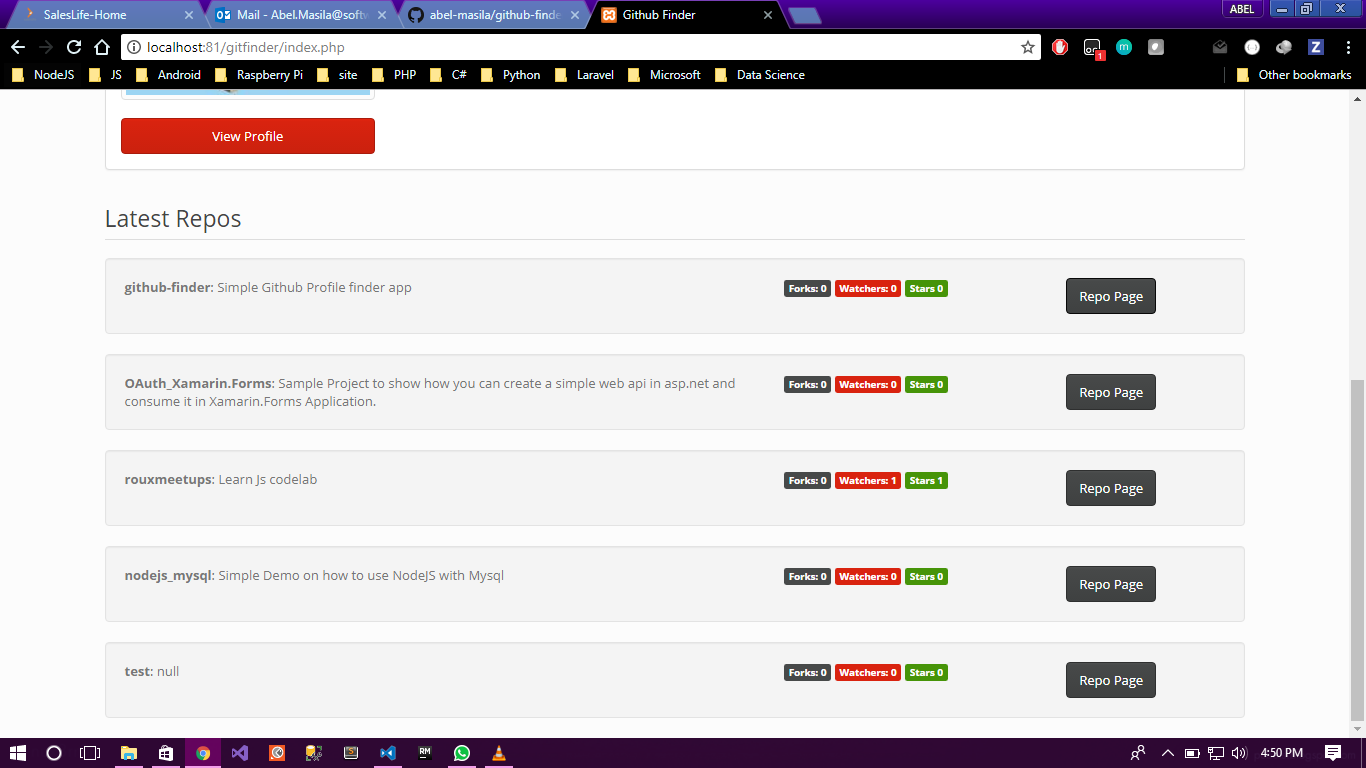 SalesLife-Home
Mail - Abel.Masila@softw
abel-masila/github-finde
Github Finder
ABEL
localhost:81/gitfinder/index.php
1
m
Z
NodeJS
JS
Android
Raspberry Pi
site
PHP
C#
Python
Laravel
Microsoft
Data Science
Other bookmarks
View Profile
Latest Repos
github-finder: Simple Github Profile finder app
Forks: 0 Watchers: 0 Stars 0
Repo Page
OAuth_Xamarin.Forms: Sample Project to show how you can create a simple web api in asp.net and
consume it in Xamarin.Forms Application.
Forks: 0 Watchers: 0 Stars 0
Repo Page
rouxmeetups: Learn Js codelab
Forks: 0 Watchers: 1 Stars 1
Repo Page
nodejs_mysql: Simple Demo on how to use NodeJS with Mysql
Forks: 0 Watchers: 0 Stars 0
Repo Page
test: null
Forks: 0 Watchers: 0 Stars 0
Repo Page
RM
4:50 PM